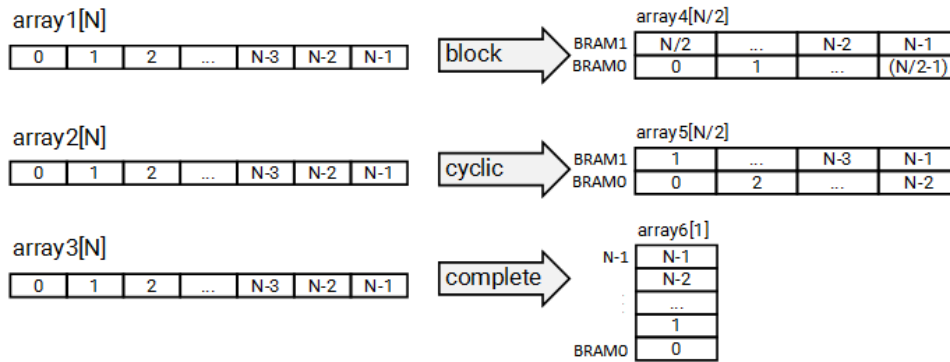 array1[N]
0 1 2 ... N-3 N-2 N-1
block
array4[N/2]
BRAM1 N/2 ... N-2 N-1
BRAM0 0 1 ... (N/2-1)
array2[N]
0 1 2 ... N-3 N-2 N-1
cyclic
array5[N/2]
BRAM1 1 ... N-3 N-1
BRAM0 0 2 ... N-2
array3[N]
0 1 2 ... N-3 N-2 N-1
complete
array6[1]
N-1 N-1
N-2
⋮ ...
1
BRAM0 0